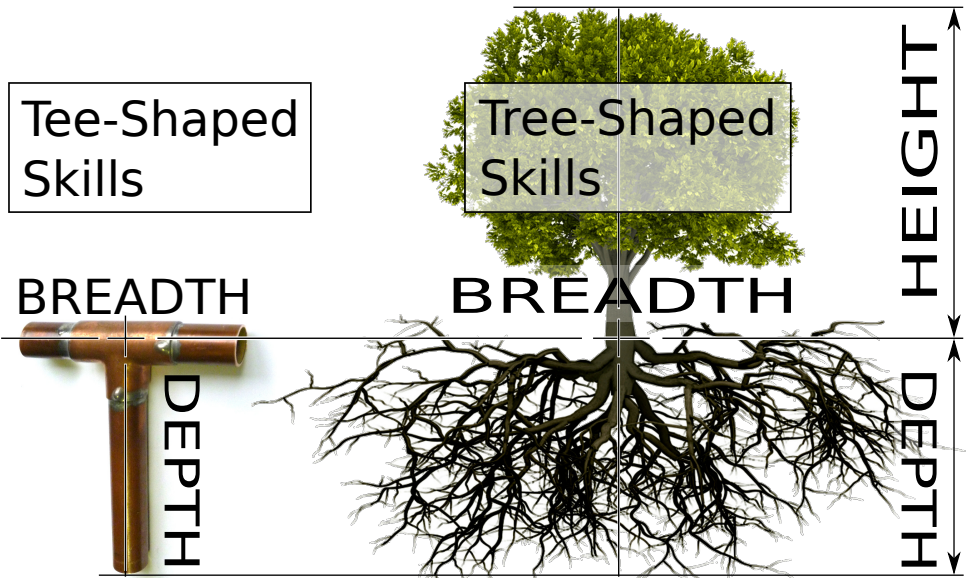 Tee-Shaped
Skills
Tree-Shaped
Skills
BREADTH
DEPTH
BREADTH
HEIGHT
DEPTH